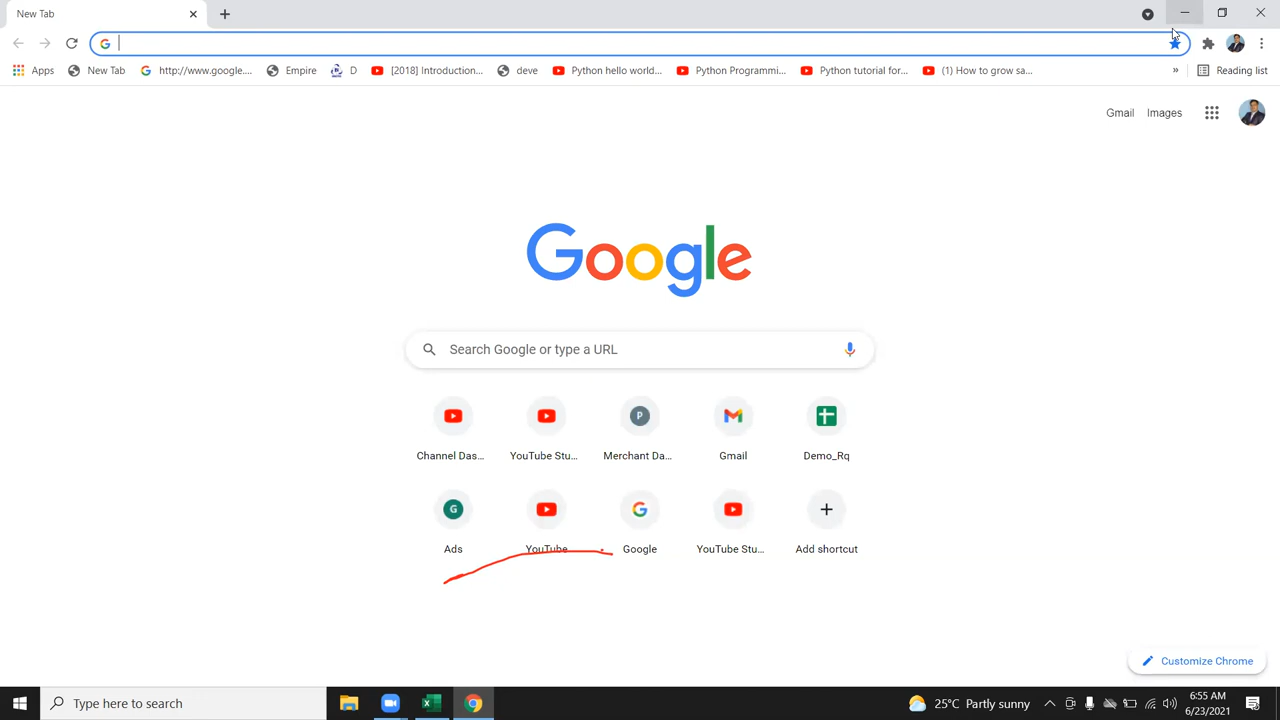 New Tab
Apps New Tab http://www.google.... Empire D [2018] Introduction... deve Python hello world... Python Programmi... Python tutorial for... (1) How to grow sa... » Reading list
Gmail Images
Google
Search Google or type a URL
Channel Das... YouTube Stu... Merchant Da... Gmail Demo_Rq
Ads YouTube Google YouTube Stu... Add shortcut
Customize Chrome
Type here to search 25°C Partly sunny 6:55 AM
6/23/2021